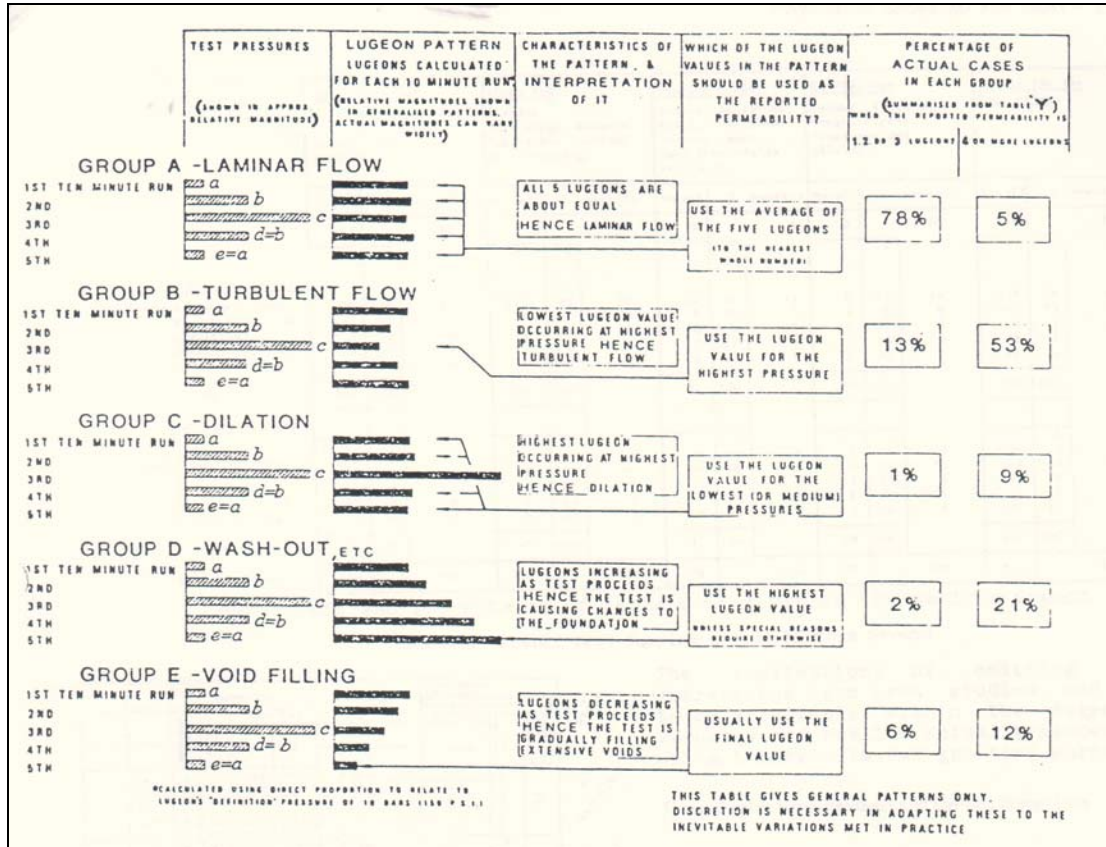 TEST PRESSURES
(SHOWN IN APPROX.
RELATIVE MAGNITUDE)
LUGEON PATTERN
LUGEONS CALCULATED*
FOR EACH 10 MINUTE RUN
(RELATIVE MAGNITUDES SHOWN
IN GENERALISED PATTERNS.
ACTUAL MAGNITUDES CAN VARY
WIDELY)
CHARACTERISTICS OF
THE PATTERN, &
INTERPRETATION
OF IT
WHICH OF THE LUGEON
VALUES IN THE PATTERN
SHOULD BE USED AS
THE REPORTED
PERMEABILITY?
PERCENTAGE OF
ACTUAL CASES
IN EACH GROUP
(SUMMARISED FROM TABLE "Y")
WHEN THE REPORTED PERMEABILITY IS
1, 2, OR 3 LUGEONS
4 OR MORE LUGEONS
GROUP A - LAMINAR FLOW
1ST TEN MINUTE RUN a
2ND b
3RD c
4TH d=b
5TH e=a
ALL 5 LUGEONS ARE
ABOUT EQUAL
HENCE LAMINAR FLOW
USE THE AVERAGE OF
THE FIVE LUGEONS
(TO THE NEAREST
WHOLE NUMBER)
78% 5%
GROUP B - TURBULENT FLOW
1ST TEN MINUTE RUN a
2ND b
3RD c
4TH d=b
5TH e=a
LOWEST LUGEON VALUE
OCCURRING AT HIGHEST
PRESSURE HENCE
TURBULENT FLOW
USE THE LUGEON
VALUE FOR THE
HIGHEST PRESSURE
13% 53%
GROUP C - DILATION
1ST TEN MINUTE RUN a
2ND b
3RD c
4TH d=b
5TH e=a
HIGHEST LUGEON
OCCURRING AT HIGHEST
PRESSURE
HENCE DILATION
USE THE LUGEON
VALUE FOR THE
LOWEST (OR MEDIUM)
PRESSURES
1% 9%
GROUP D - WASH-OUT, ETC
1ST TEN MINUTE RUN a
2ND b
3RD c
4TH d=b
5TH e=a
LUGEONS INCREASING
AS TEST PROCEEDS
HENCE THE TEST IS
CAUSING CHANGES TO
THE FOUNDATION
USE THE HIGHEST
LUGEON VALUE
UNLESS SPECIAL REASONS
REQUIRE OTHERWISE
2% 21%
GROUP E - VOID FILLING
1ST TEN MINUTE RUN a
2ND b
3RD c
4TH d=b
5TH e=a
LUGEONS DECREASING
AS TEST PROCEEDS
HENCE THE TEST IS
GRADUALLY FILLING
EXTENSIVE VOIDS
USUALLY USE THE
FINAL LUGEON
VALUE
6% 12%
*CALCULATED USING DIRECT PROPORTION TO RELATE TO
LUGEON'S "DEFINITION" PRESSURE OF 10 BARS (150 P.S.I.)
THIS TABLE GIVES GENERAL PATTERNS ONLY.
DISCRETION IS NECESSARY IN ADAPTING THESE TO THE
INEVITABLE VARIATIONS MET IN PRACTICE